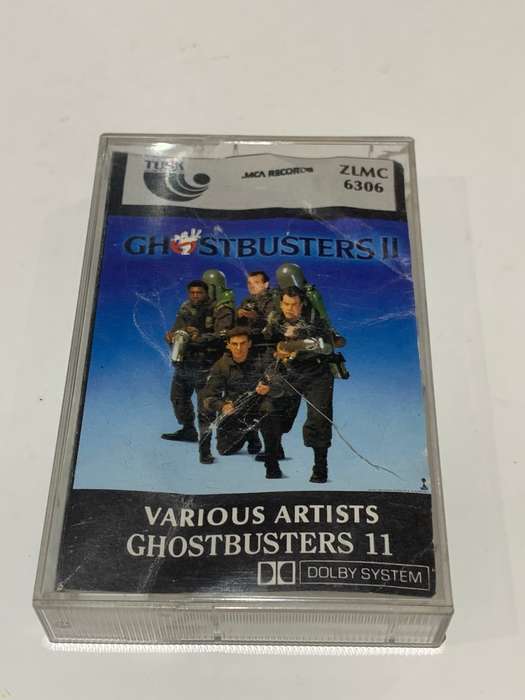 TUSK
MCA RECORDS
ZLMC
6306
GHOSTBUSTERS II
VARIOUS ARTISTS
GHOSTBUSTERS 11
DOLBY SYSTEM